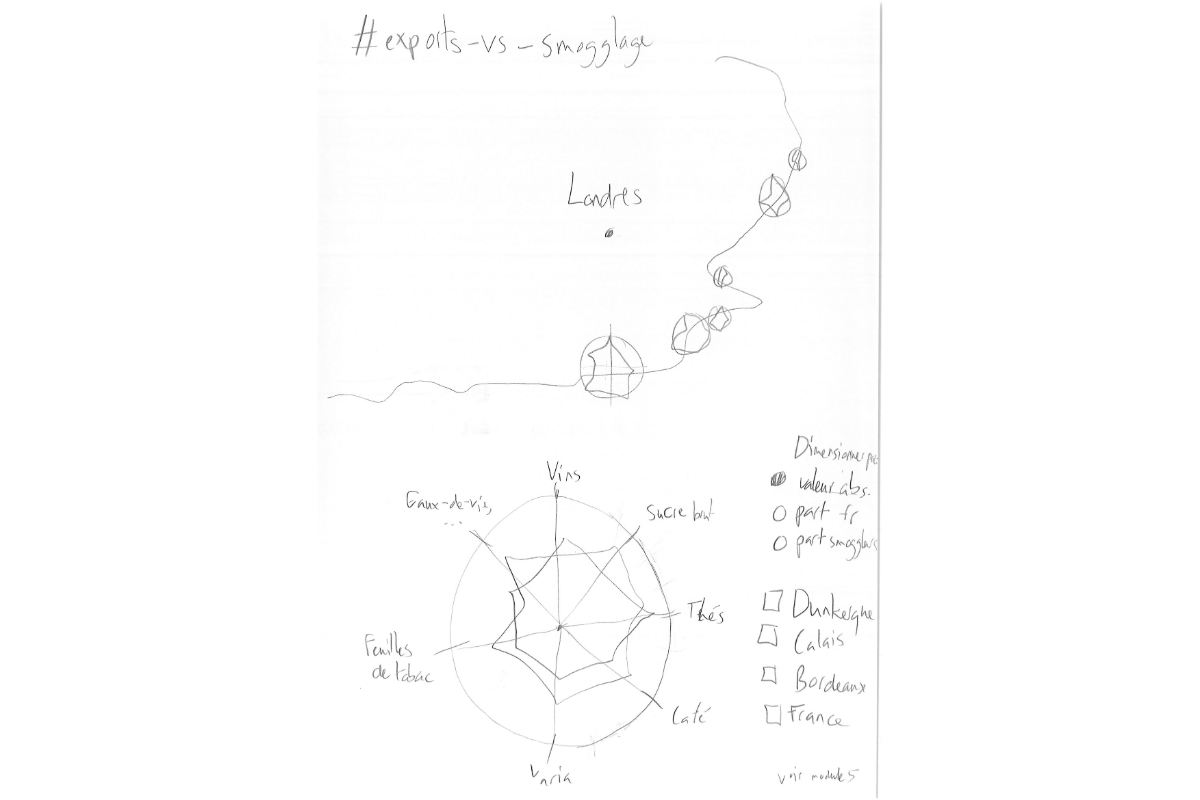 #exports-vs-smogglage
Londres
Vins
Eaux-de-vie,
...
Sucre brut
Thés
Café
Varia
Feuilles
de tabac
Dimensionner par
valeur abs.
part fr
part smoggleurs
Dunkerque
Calais
Bordeaux
France
Voir module 5